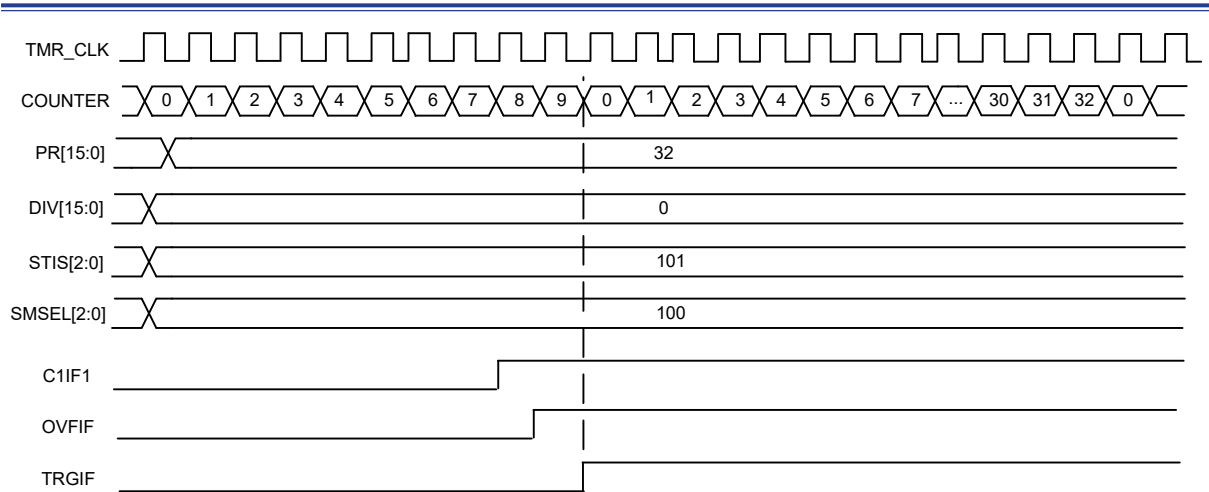 TMR_CLK
COUNTER 0 1 2 3 4 5 6 7 8 9 0 1 2 3 4 5 6 7 ... 30 31 32 0
PR[15:0] 32
DIV[15:0] 0
STIS[2:0] 101
SMSEL[2:0] 100
C1IF1
OVFIF
TRGIF